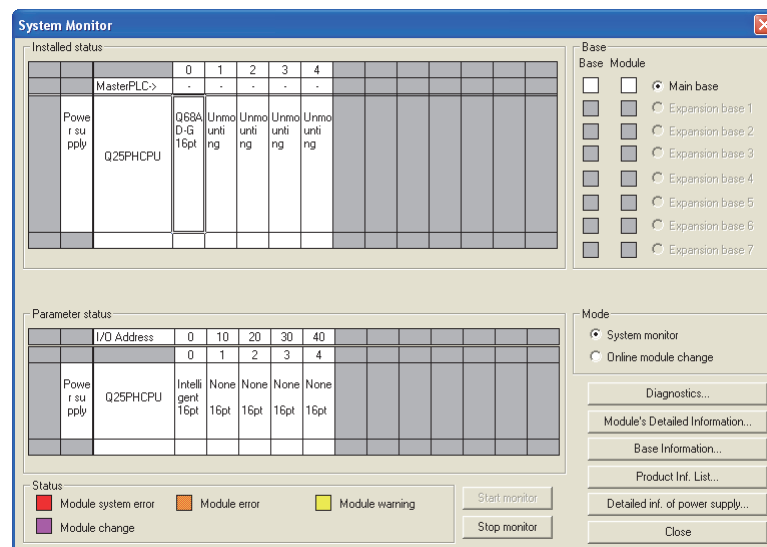 System Monitor
Installed status
0 1 2 3 4
MasterPLC-> - - - - -
Powe
r su
pply
Q25PHCPU
Q68A
D-G
16pt
Unmo
unti
ng
Unmo
unti
ng
Unmo
unti
ng
Unmo
unti
ng
Base
Base Module
Main base
Expansion base 1
Expansion base 2
Expansion base 3
Expansion base 4
Expansion base 5
Expansion base 6
Expansion base 7
Parameter status
I/O Address 0 10 20 30 40
0 1 2 3 4
Powe
r su
pply
Q25PHCPU
Intelli
gent
16pt
None
16pt
None
16pt
None
16pt
None
16pt
Mode
System monitor
Online module change
Diagnostics...
Module's Detailed Information...
Base Information...
Product Inf. List...
Detailed inf. of power supply...
Close
Status
Module system error
Module error
Module warning
Module change
Start monitor
Stop monitor